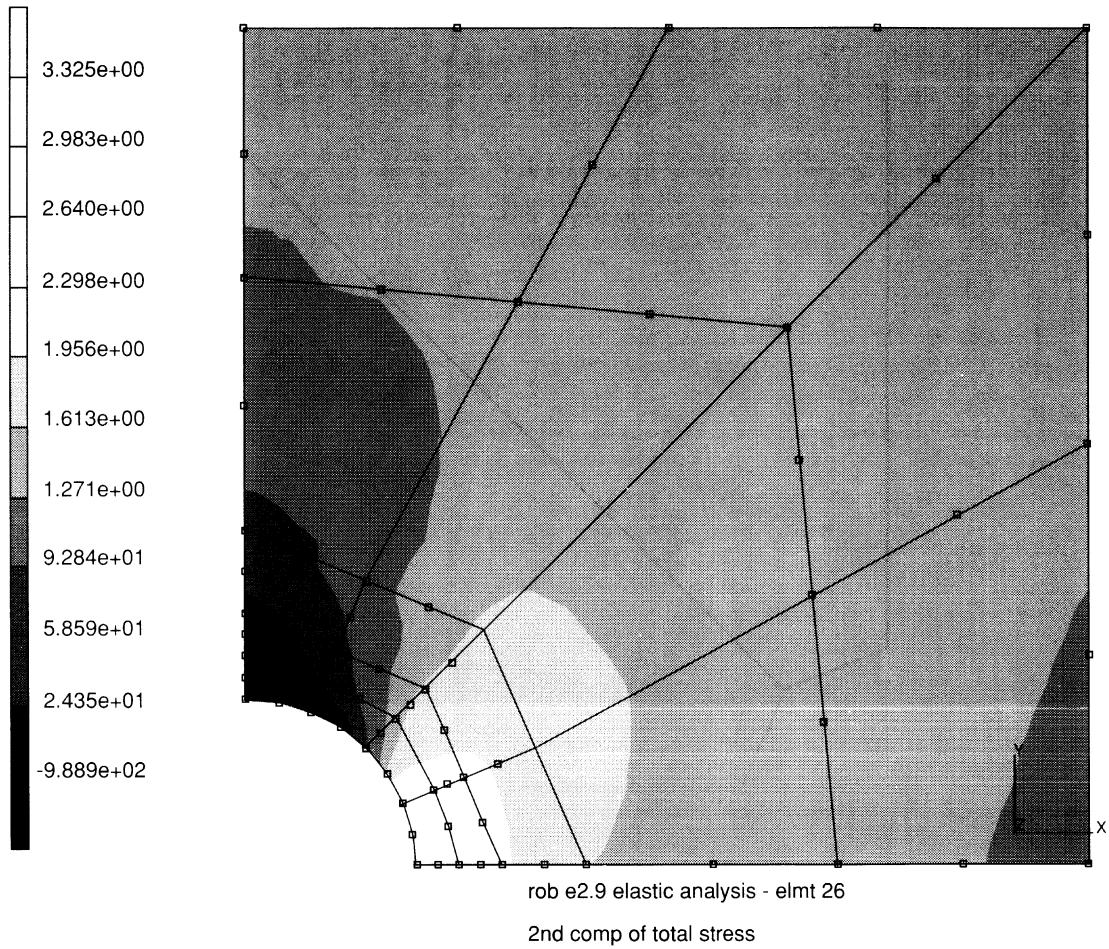 3.325e+00
2.983e+00
2.640e+00
2.298e+00
1.956e+00
1.613e+00
1.271e+00
9.284e+01
5.859e+01
2.435e+01
-9.889e+02
Y
X
rob e2.9 elastic analysis - elmt 26
2nd comp of total stress